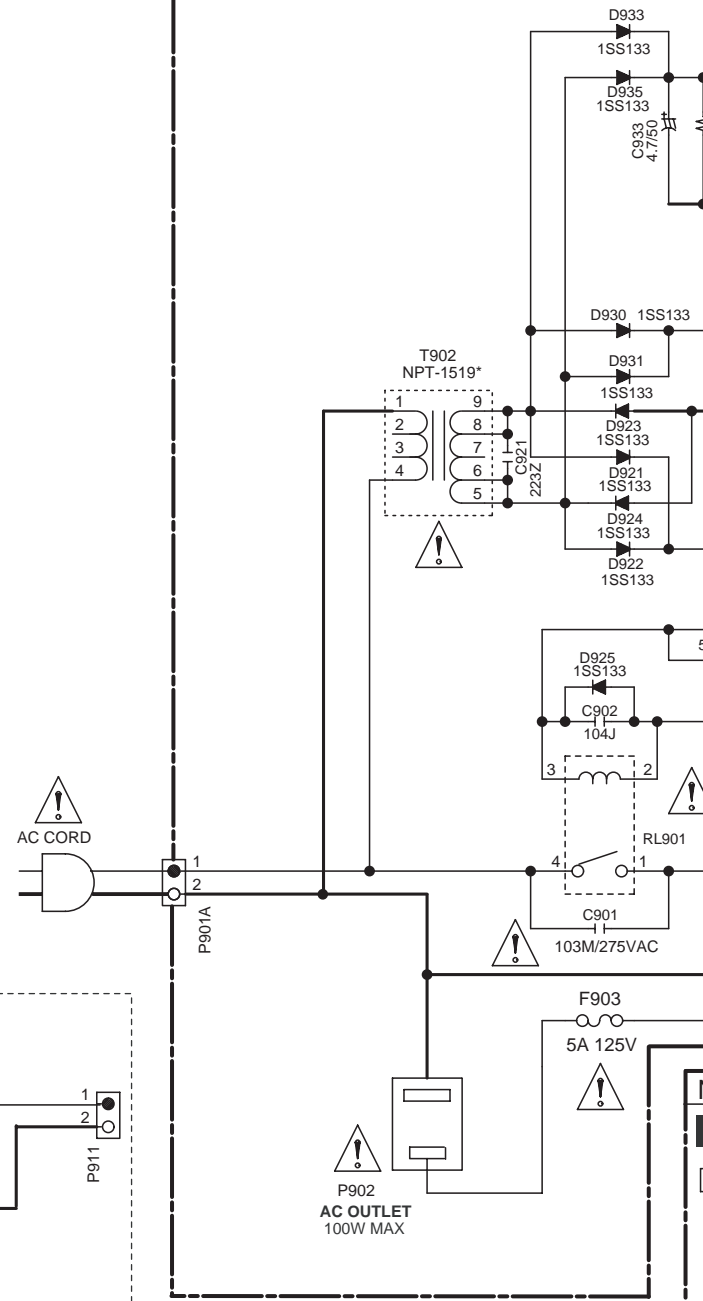 D933
1SS133
D935
1SS133
C933
4.7/50
+
D930 1SS133
D931
1SS133
D923
1SS133
D921
1SS133
D924
1SS133
D922
1SS133
T902
NPT-1519*
1
2
3
4
9
8
7
6
5
C921
223Z
!
5
D925
1SS133
C902
104J
3
2
!
RL901
4
1
C901
103M/275VAC
!
!
AC CORD
1
2
P901A
F903
5A 125V
!
1
2
P911
!
P902
AC OUTLET
100W MAX